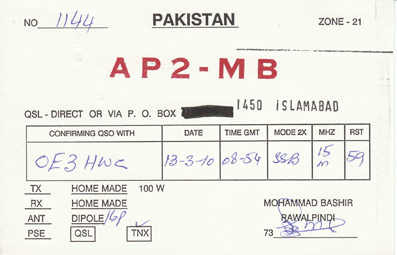 NO 1144 PAKISTAN ZONE - 21
AP2-MB
QSL - DIRECT OR VIA P. O. BOX 1450 ISLAMABAD
CONFIRMING QSO WITH DATE TIME GMT MODE 2X MHZ RST
OE3HWC 13-3-10 08-54 SSB 15m 59
TX HOME MADE 100 W
RX HOME MADE MOHAMMAD BASHIR
ANT DIPOLE/GP RAWALPINDI
PSE QSL TNX 73